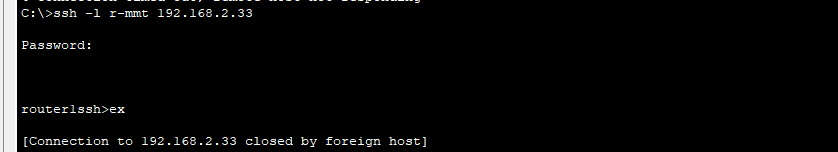 C:\>ssh -l r-mmt 192.168.2.33
Password:
router1ssh>ex
[Connection to 192.168.2.33 closed by foreign host]